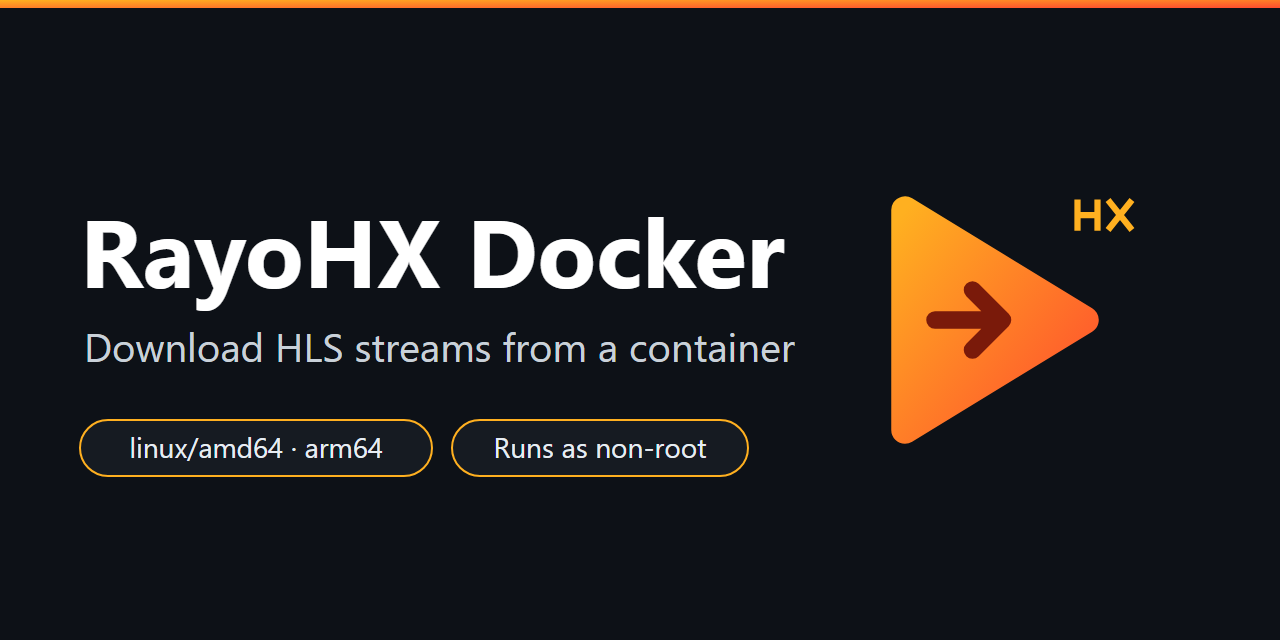 RayoHX Docker
Download HLS streams from a container
linux/amd64 · arm64
Runs as non-root
HX